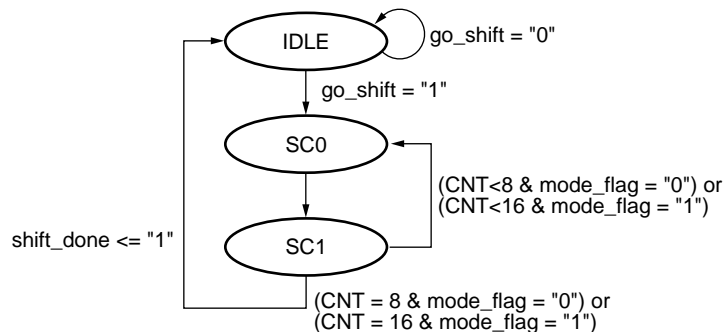 IDLE
go_shift = "0"
go_shift = "1"
SC0
(CNT<8 & mode_flag = "0") or
(CNT<16 & mode_flag = "1")
shift_done <= "1"
SC1
(CNT = 8 & mode_flag = "0") or
(CNT = 16 & mode_flag = "1")